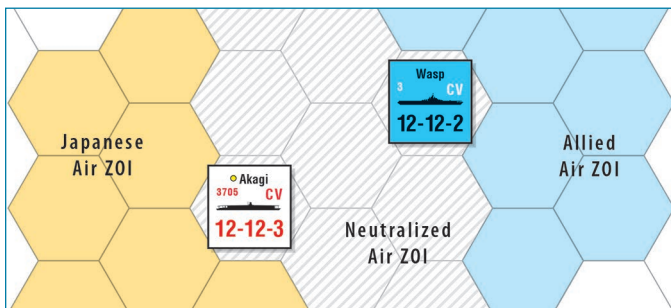 Wasp
3 CV
12-12-2
Japanese
Air ZOI
Allied
Air ZOI
Akagi
3705 CV
12-12-3
Neutralized
Air ZOI